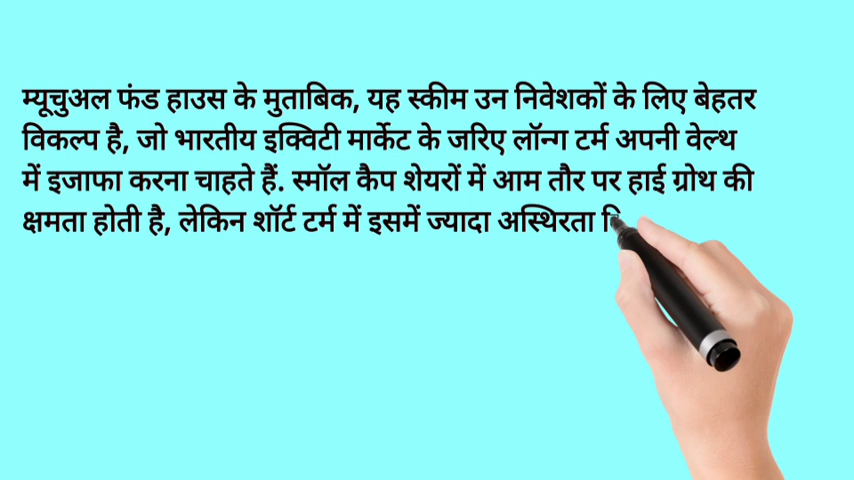 म्यूचुअल फंड हाउस के मुताबिक, यह स्कीम उन निवेशकों के लिए बेहतर
विकल्प है, जो भारतीय इक्विटी मार्केट के जरिए लॉन्ग टर्म अपनी वेल्थ
में इजाफा करना चाहते हैं. स्मॉल कैप शेयरों में आम तौर पर हाई ग्रोथ की
क्षमता होती है, लेकिन शॉर्ट टर्म में इसमें ज्यादा अस्थिरता